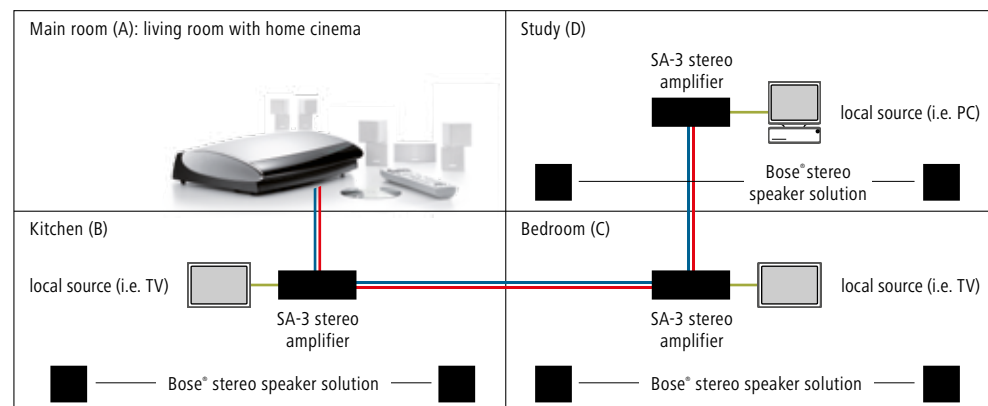 Main room (A): living room with home cinema
Study (D)
SA-3 stereo
amplifier
local source (i.e. PC)
Bose® stereo
speaker solution
Kitchen (B)
local source (i.e. TV)
SA-3 stereo
amplifier
Bose® stereo speaker solution
Bedroom (C)
SA-3 stereo
amplifier
local source (i.e. TV)
Bose® stereo speaker solution